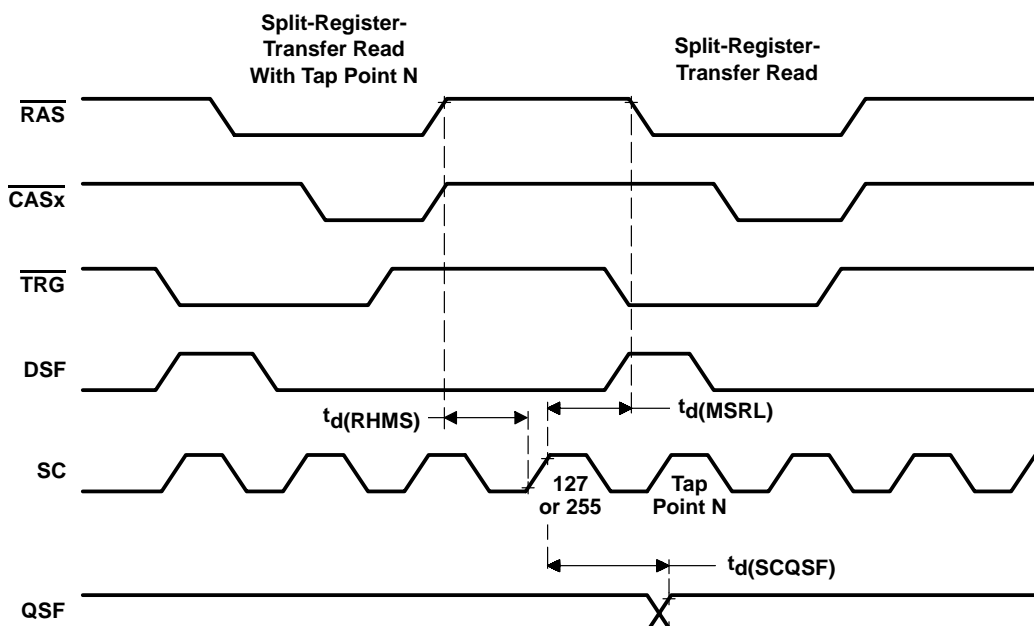 Split-Register-
Transfer Read
With Tap Point N
Split-Register-
Transfer Read
RAS
CASx
TRG
DSF
td(RHMS)
td(MSRL)
SC
127
or 255
Tap
Point N
td(SCQSF)
QSF